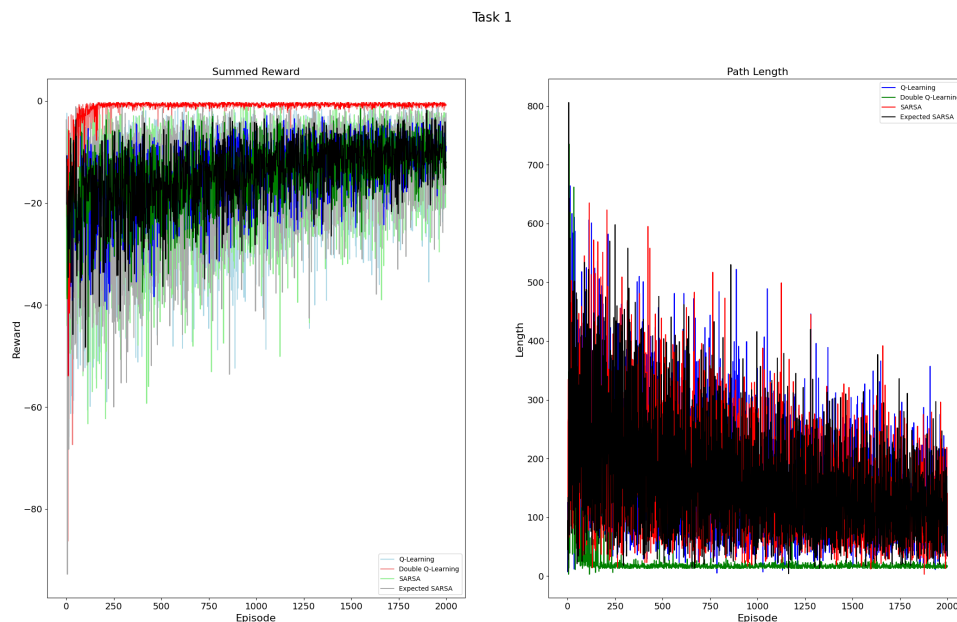 Task 1
Summed Reward
0
−20
−40
−60
−80
Reward
0
250
500
750
1000
1250
1500
1750
2000
Episode
Q-Learning
Double Q-Learning
SARSA
Expected SARSA
Path Length
800
700
600
500
400
300
200
100
0
Length
0
250
500
750
1000
1250
1500
1750
2000
Episode
Q-Learning
Double Q-Learning
SARSA
Expected SARSA